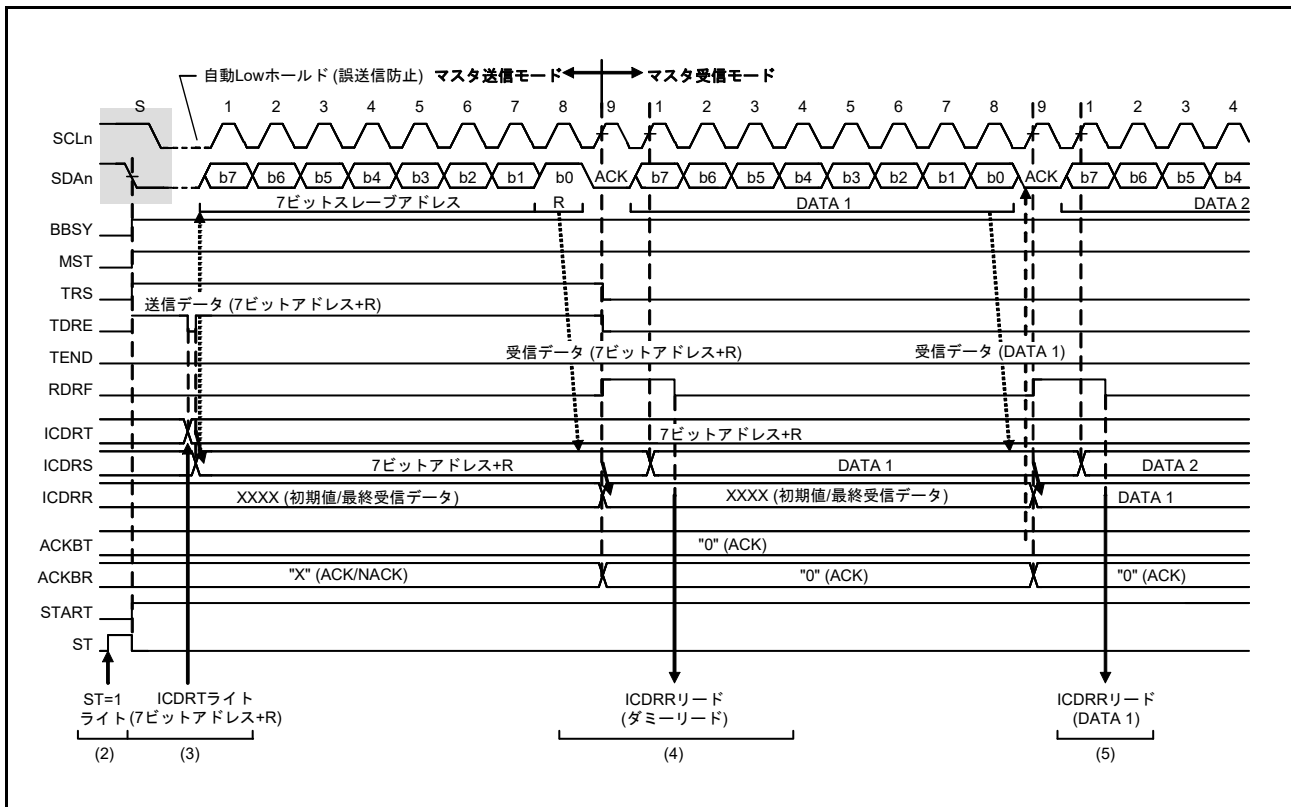 自動Lowホールド (誤送信防止) マスタ送信モード マスタ受信モード
S 1 2 3 4 5 6 7 8 9 1 2 3 4 5 6 7 8 9 1 2 3 4
SCLn
SDAn b7 b6 b5 b4 b3 b2 b1 b0 ACK b7 b6 b5 b4 b3 b2 b1 b0 ACK b7 b6 b5 b4
7ビットスレーブアドレス R DATA 1 DATA 2
BBSY
MST
TRS
送信データ (7ビットアドレス+R)
TDRE
TEND 受信データ (7ビットアドレス+R) 受信データ (DATA 1)
RDRF
ICDRT 7ビットアドレス+R
ICDRS 7ビットアドレス+R DATA 1 DATA 2
ICDRR XXXX (初期値/最終受信データ) XXXX (初期値/最終受信データ) DATA 1
ACKBT "0" (ACK)
ACKBR "X" (ACK/NACK) "0" (ACK) "0" (ACK)
START
ST
ST=1 ICDRTライト ICDRRリード ICDRRリード
ライト (7ビットアドレス+R) (ダミーリード) (DATA 1)
(2) (3) (4) (5)